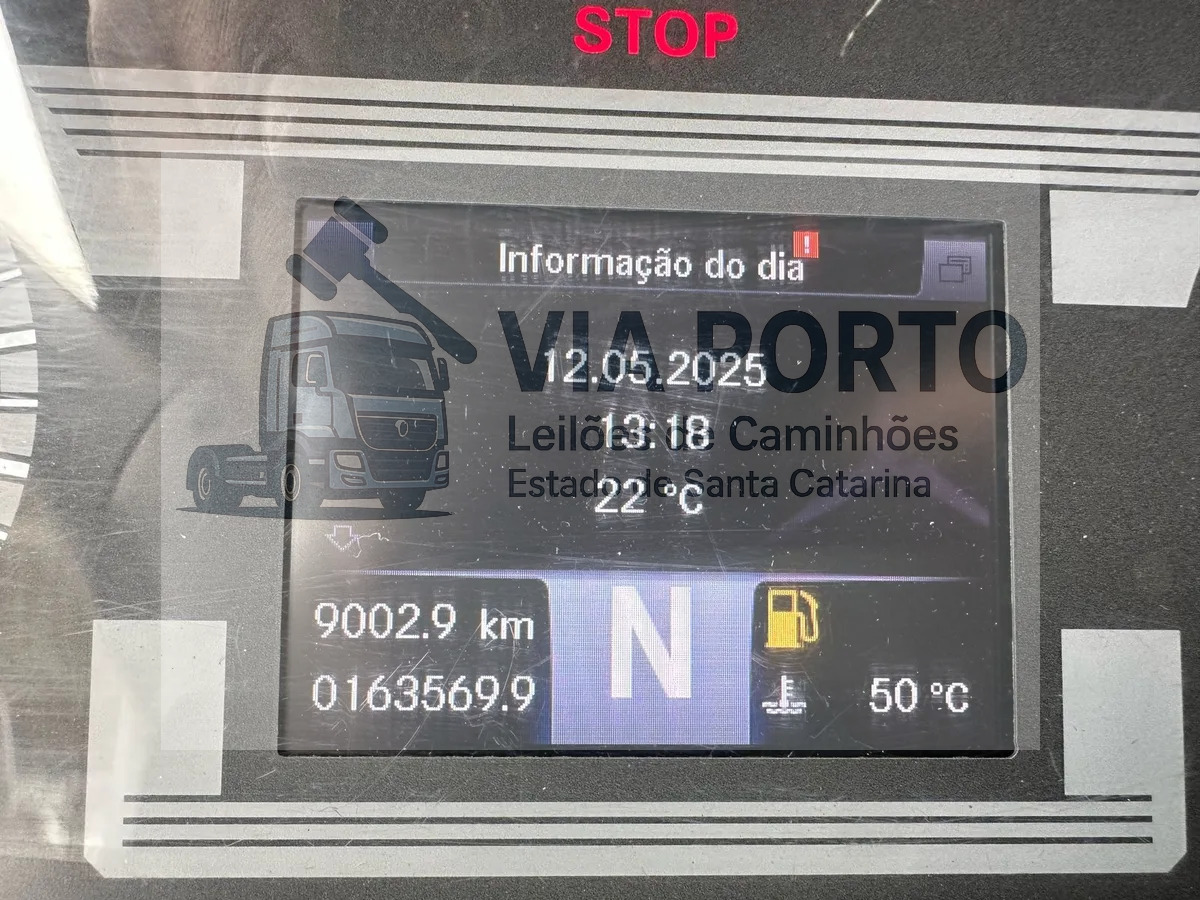 STOP
Informação do dia
!
VIA PORTO
12.05.2025
Leilões de Caminhões
13:18
Estado de Santa Catarina
22 °C
9002.9 km
N
0163569.9
50 °C